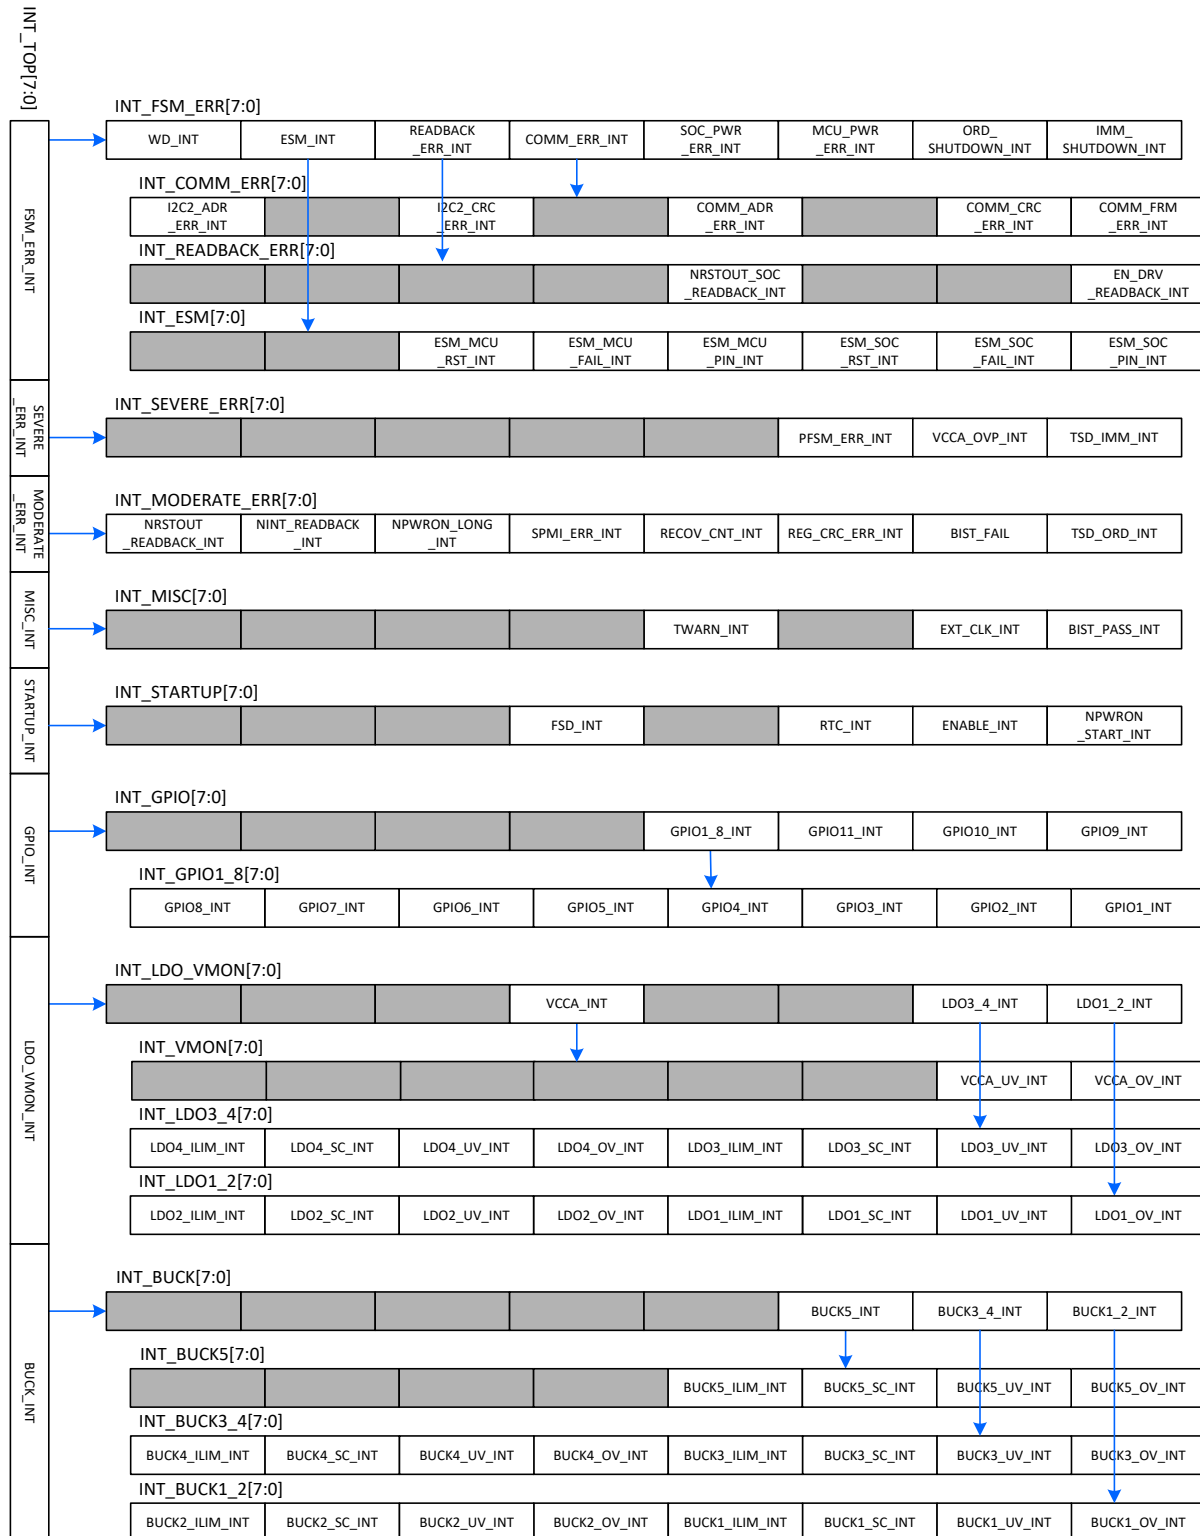 INT_TOP[7:0]
INT_FSM_ERR[7:0]
FSM_ERR_INT
WD_INT
ESM_INT
READBACK
_ERR_INT
COMM_ERR_INT
SOC_PWR
_ERR_INT
MCU_PWR
_ERR_INT
ORD_
SHUTDOWN_INT
IMM_
SHUTDOWN_INT
INT_COMM_ERR[7:0]
I2C2_ADR
_ERR_INT
I2C2_CRC
_ERR_INT
COMM_ADR
_ERR_INT
COMM_CRC
_ERR_INT
COMM_FRM
_ERR_INT
INT_READBACK_ERR[7:0]
NRSTOUT_SOC
_READBACK_INT
EN_DRV
_READBACK_INT
INT_ESM[7:0]
ESM_MCU
_RST_INT
ESM_MCU
_FAIL_INT
ESM_MCU
_PIN_INT
ESM_SOC
_RST_INT
ESM_SOC
_FAIL_INT
ESM_SOC
_PIN_INT
SEVERE
_ERR_INT
INT_SEVERE_ERR[7:0]
PFSM_ERR_INT
VCCA_OVP_INT
TSD_IMM_INT
MODERATE
_ERR_INT
INT_MODERATE_ERR[7:0]
NRSTOUT
_READBACK_INT
NINT_READBACK
_INT
NPWRON_LONG
_INT
SPMI_ERR_INT
RECOV_CNT_INT
REG_CRC_ERR_INT
BIST_FAIL
TSD_ORD_INT
MISC_INT
INT_MISC[7:0]
TWARN_INT
EXT_CLK_INT
BIST_PASS_INT
STARTUP_INT
INT_STARTUP[7:0]
FSD_INT
RTC_INT
ENABLE_INT
NPWRON
_START_INT
GPIO_INT
INT_GPIO[7:0]
GPIO1_8_INT
GPIO11_INT
GPIO10_INT
GPIO9_INT
INT_GPIO1_8[7:0]
GPIO8_INT
GPIO7_INT
GPIO6_INT
GPIO5_INT
GPIO4_INT
GPIO3_INT
GPIO2_INT
GPIO1_INT
LDO_VMON_INT
INT_LDO_VMON[7:0]
VCCA_INT
LDO3_4_INT
LDO1_2_INT
INT_VMON[7:0]
VCCA_UV_INT
VCCA_OV_INT
INT_LDO3_4[7:0]
LDO4_ILIM_INT
LDO4_SC_INT
LDO4_UV_INT
LDO4_OV_INT
LDO3_ILIM_INT
LDO3_SC_INT
LDO3_UV_INT
LDO3_OV_INT
INT_LDO1_2[7:0]
LDO2_ILIM_INT
LDO2_SC_INT
LDO2_UV_INT
LDO2_OV_INT
LDO1_ILIM_INT
LDO1_SC_INT
LDO1_UV_INT
LDO1_OV_INT
BUCK_INT
INT_BUCK[7:0]
BUCK5_INT
BUCK3_4_INT
BUCK1_2_INT
INT_BUCK5[7:0]
BUCK5_ILIM_INT
BUCK5_SC_INT
BUCK5_UV_INT
BUCK5_OV_INT
INT_BUCK3_4[7:0]
BUCK4_ILIM_INT
BUCK4_SC_INT
BUCK4_UV_INT
BUCK4_OV_INT
BUCK3_ILIM_INT
BUCK3_SC_INT
BUCK3_UV_INT
BUCK3_OV_INT
INT_BUCK1_2[7:0]
BUCK2_ILIM_INT
BUCK2_SC_INT
BUCK2_UV_INT
BUCK2_OV_INT
BUCK1_ILIM_INT
BUCK1_SC_INT
BUCK1_UV_INT
BUCK1_OV_INT